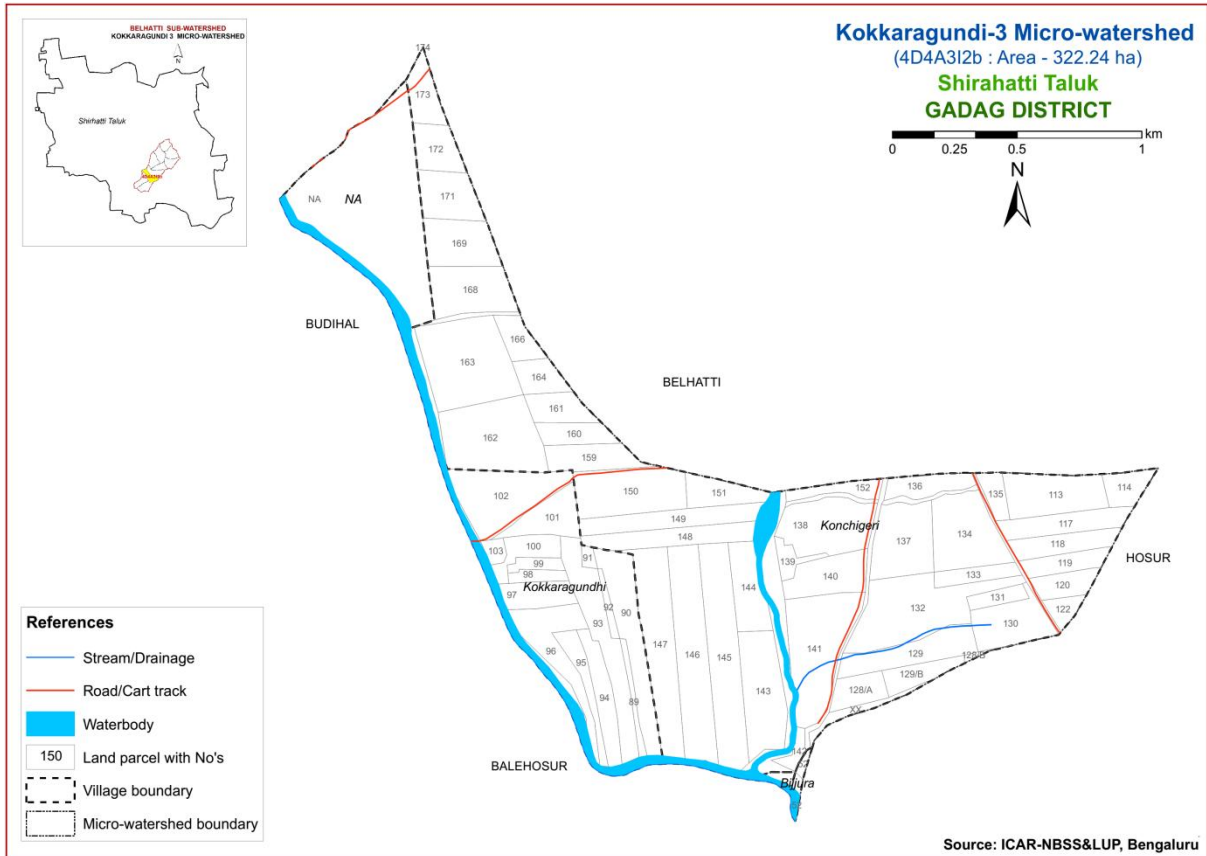 BELHATTI SUB-WATERSHED
KOKKARAGUNDI 3 MICRO-WATERSHED
N
Shirhatti Taluk
Kokkaragundi-3 Micro-watershed
(4D4A3I2b : Area - 322.24 ha)
Shirahatti Taluk
GADAG DISTRICT
km
0 0.25 0.5 1
N
174
173
172
NA NA
171
169
168
BUDIHAL
166
163
164
BELHATTI
161
160
162
159
102
150
151
152
136
135
113
114
101
149
138
Konchigeri
117
148
137
134
118
HOSUR
103
100
91
139
119
99
98
140
133
120
Kokkaragundhi
144
97
131
122
92
90
132
93
130
96
147
141
129
128/B
95
146
145
129/B
94
89
143
128/A
XX
BALEHOSUR
Biljura
References
Stream/Drainage
Road/Cart track
Waterbody
150 Land parcel with No's
Village boundary
Micro-watershed boundary
Source: ICAR-NBSS&LUP, Bengaluru